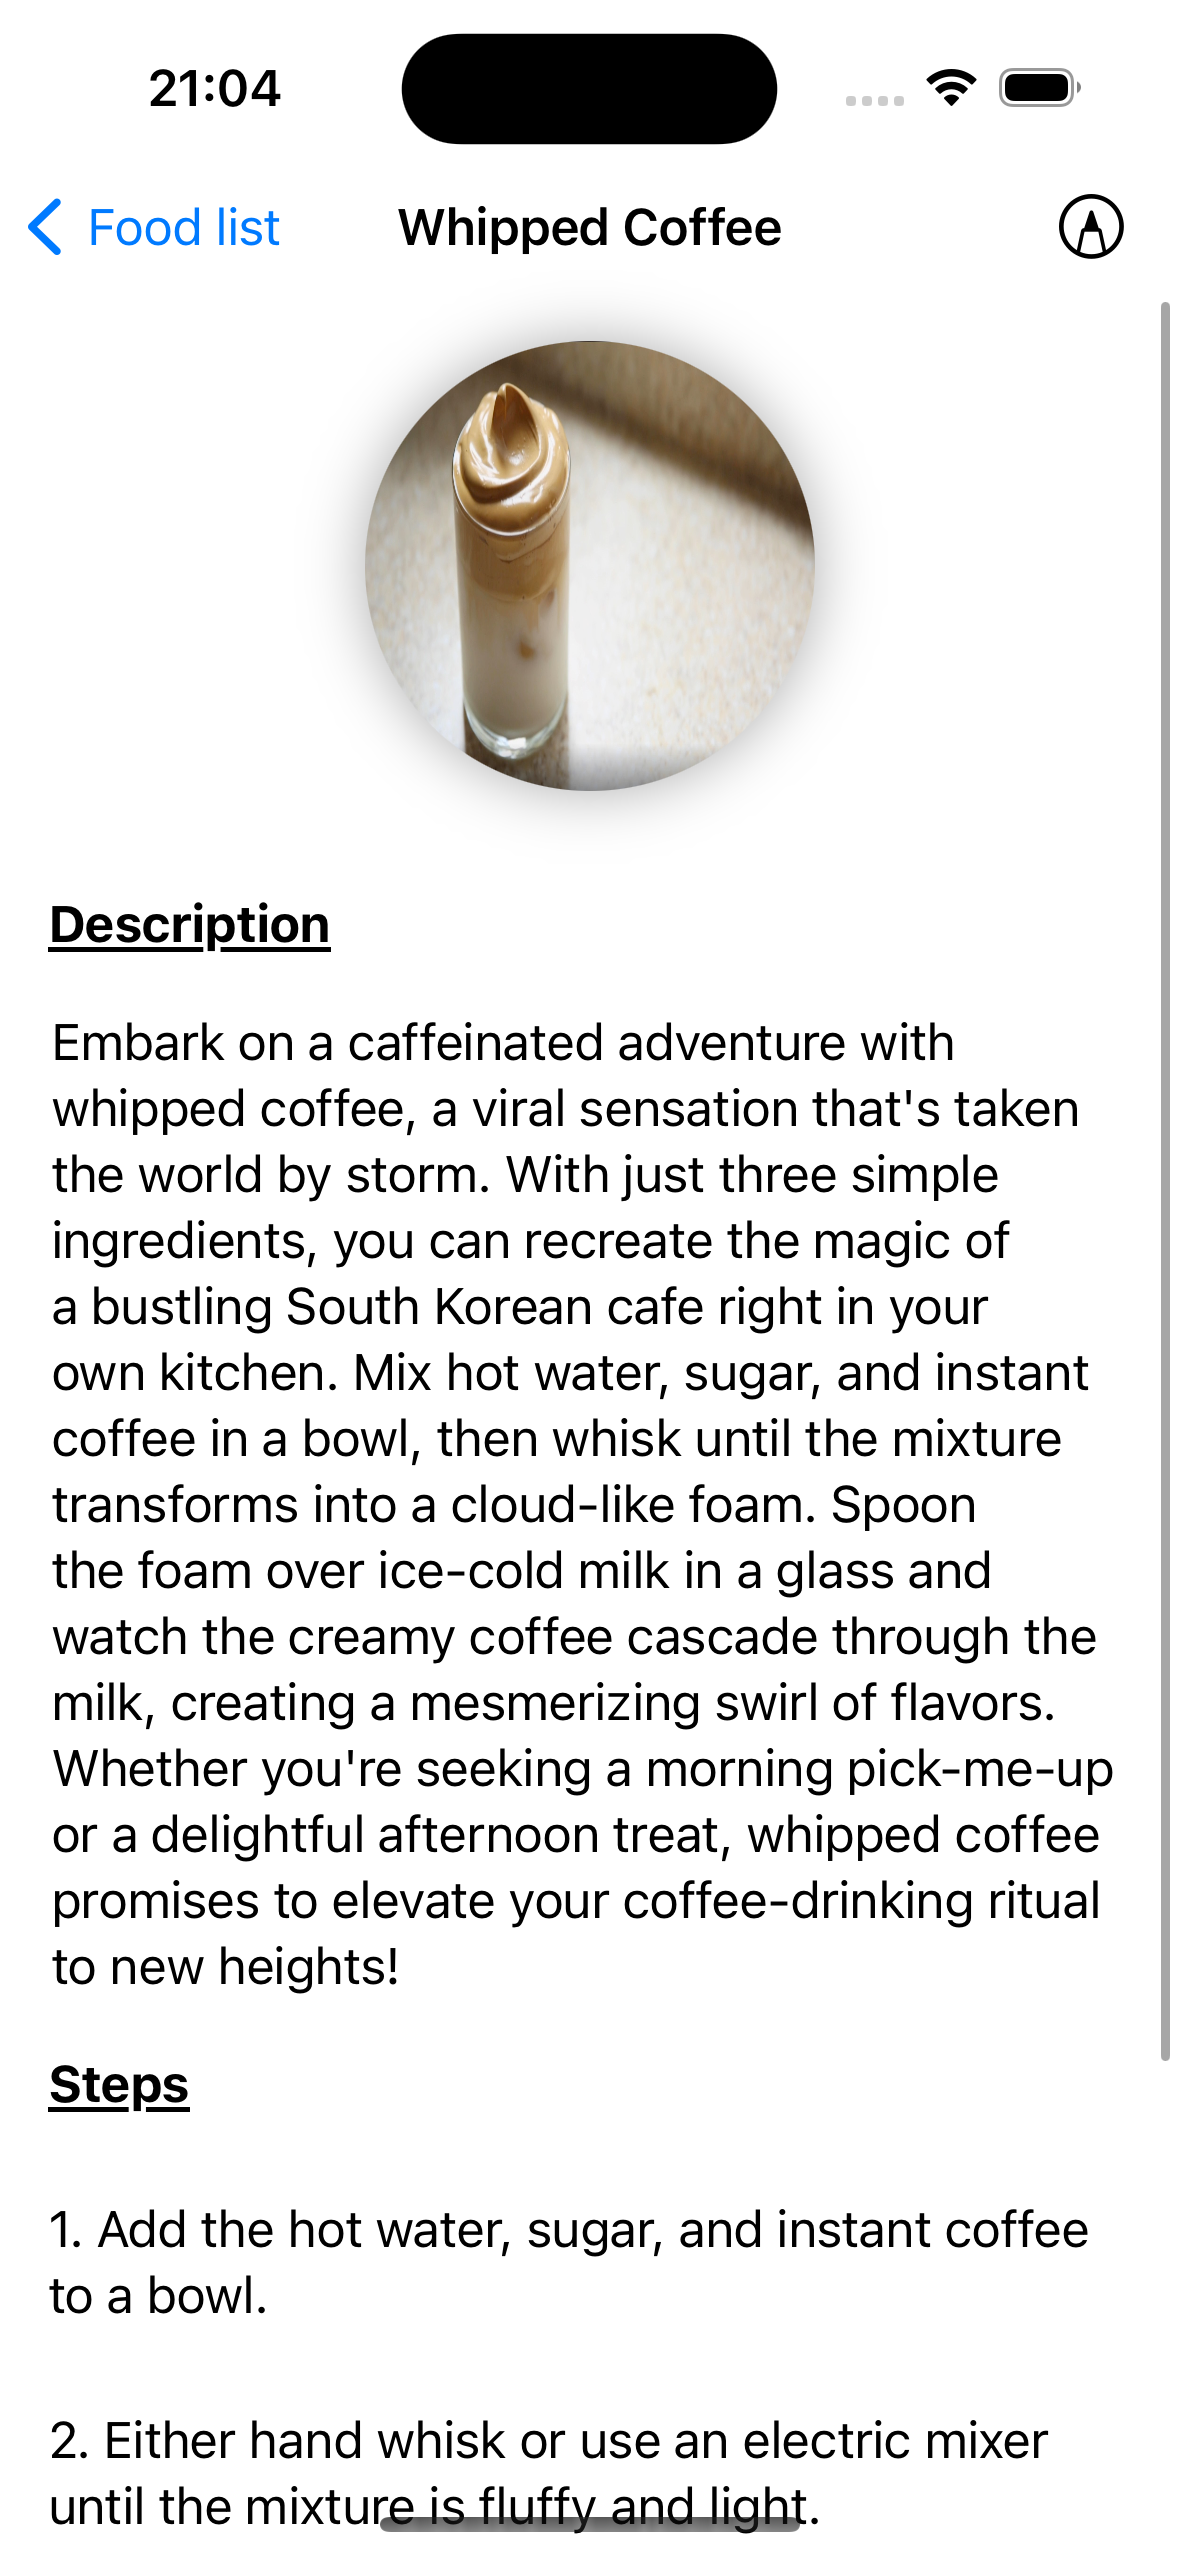 21:04
Food list
Whipped Coffee
Description
Embark on a caffeinated adventure with
whipped coffee, a viral sensation that's taken
the world by storm. With just three simple
ingredients, you can recreate the magic of
a bustling South Korean cafe right in your
own kitchen. Mix hot water, sugar, and instant
coffee in a bowl, then whisk until the mixture
transforms into a cloud-like foam. Spoon
the foam over ice-cold milk in a glass and
watch the creamy coffee cascade through the
milk, creating a mesmerizing swirl of flavors.
Whether you're seeking a morning pick-me-up
or a delightful afternoon treat, whipped coffee
promises to elevate your coffee-drinking ritual
to new heights!
Steps
1. Add the hot water, sugar, and instant coffee
to a bowl.
2. Either hand whisk or use an electric mixer
until the mixture is fluffy and light.